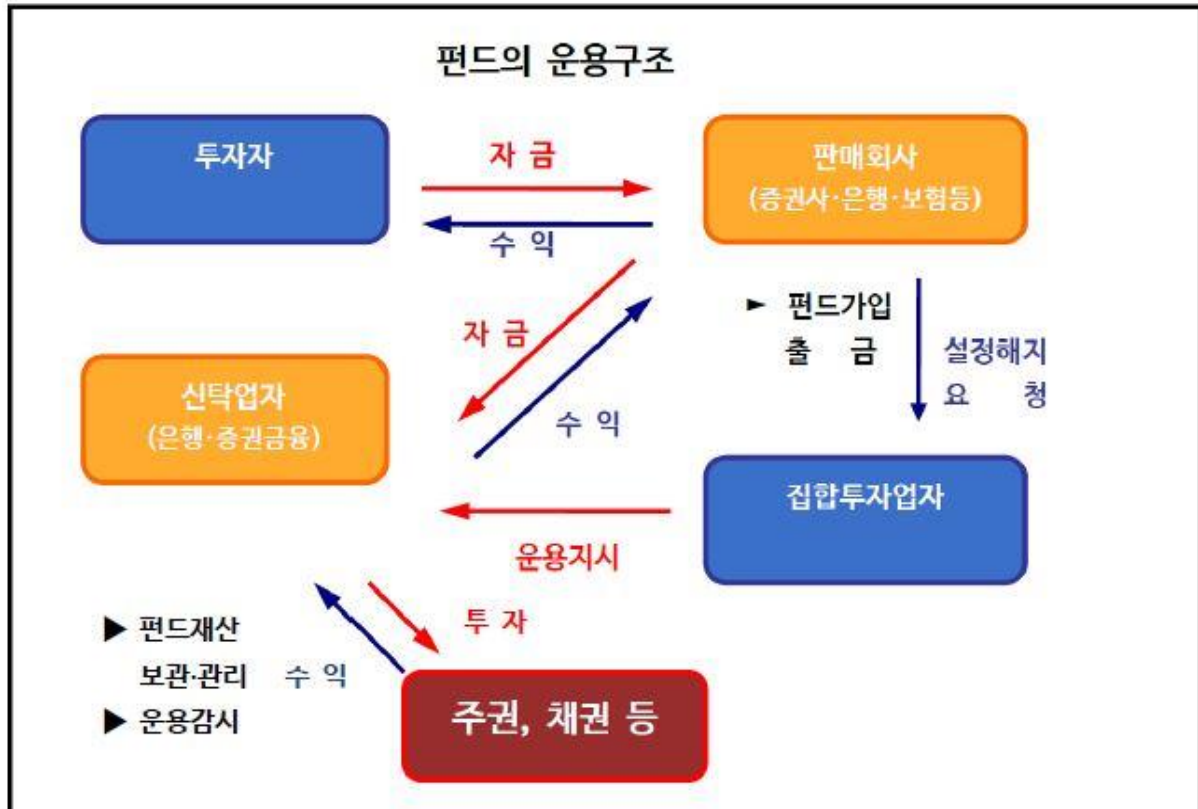 펀드의 운용구조
투자자
자 금
수 익
판매회사
(증권사·은행·보험등)
► 펀드가입
출 금
설정해지
요 청
자 금
수 익
신탁업자
(은행·증권금융)
집합투자업자
운용지시
투 자
▶ 펀드재산
보관·관리
▶ 운용감시
수 익
주권, 채권 등